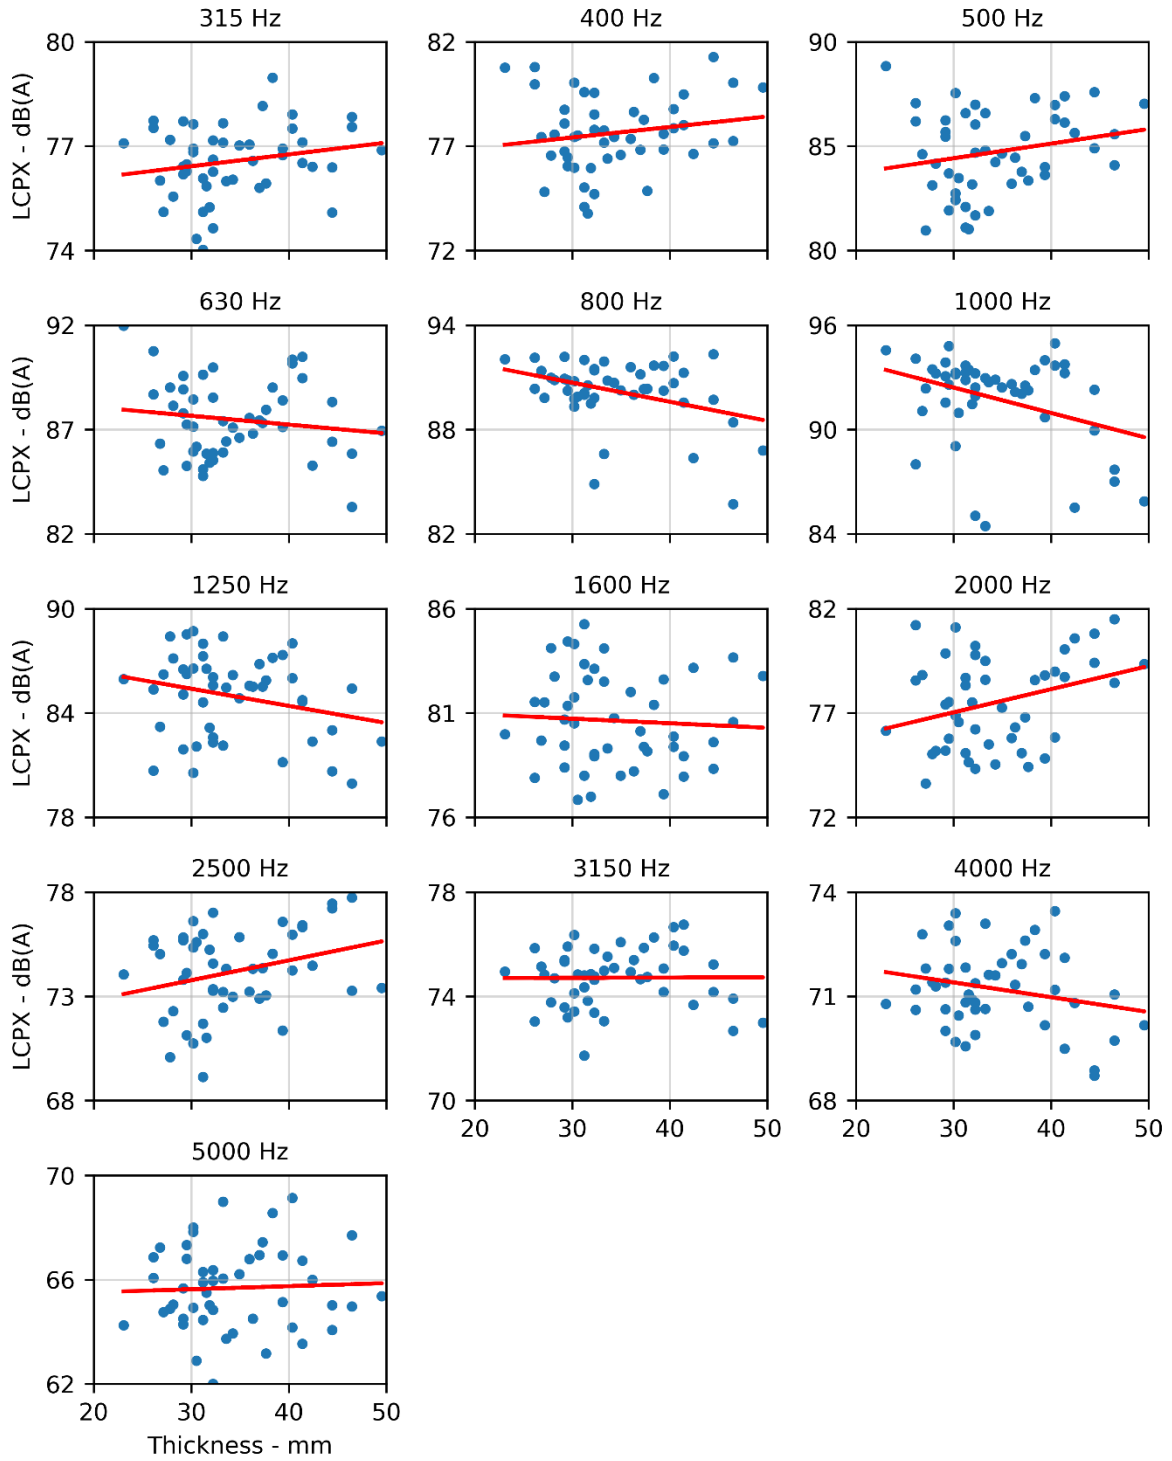 315 Hz
400 Hz
500 Hz
80
77
74
LCPX - dB(A)
82
77
72
90
85
80
630 Hz
800 Hz
1000 Hz
92
87
82
LCPX - dB(A)
94
88
82
96
90
84
1250 Hz
1600 Hz
2000 Hz
90
84
78
LCPX - dB(A)
86
81
76
82
77
72
2500 Hz
3150 Hz
4000 Hz
78
73
68
LCPX - dB(A)
78
74
70
20 30 40 50
74
71
68
20 30 40 50
5000 Hz
70
66
62
20 30 40 50
Thickness - mm